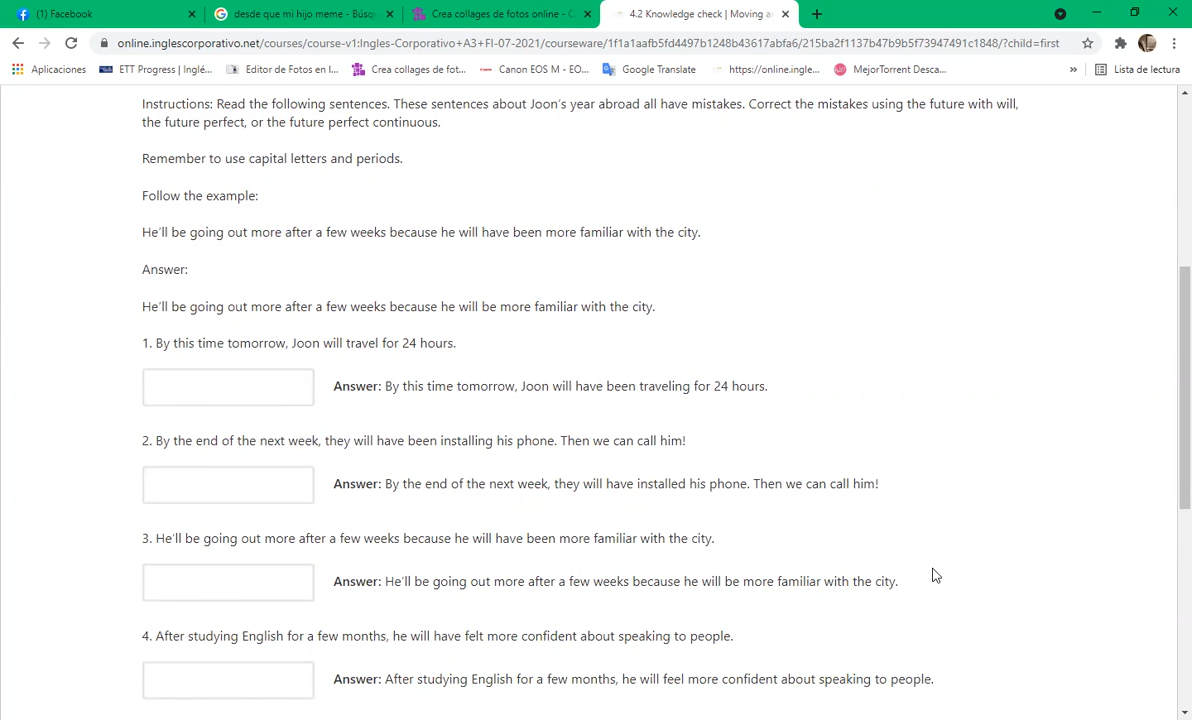 (1) Facebook
desde que mi hijo meme - Búsq
Crea collages de fotos online - C
4.2 Knowledge check | Moving a
online.inglescorporativo.net/courses/course-v1:Ingles-Corporativo+A3+FI-07-2021/courseware/1f1a1aafb5fd4497b1248b43617abfa6/215ba2f1137b47b9b5f73947491c1848/?child=first
Aplicaciones
ETT Progress | Inglé...
Editor de Fotos en l...
Crea collages de fot...
Canon EOS M - EO...
Google Translate
https://online.ingle...
MejorTorrent Desca...
»
Lista de lectura
Instructions: Read the following sentences. These sentences about Joon's year abroad all have mistakes. Correct the mistakes using the future with will,
the future perfect, or the future perfect continuous.
Remember to use capital letters and periods.
Follow the example:
He'll be going out more after a few weeks because he will have been more familiar with the city.
Answer:
He'll be going out more after a few weeks because he will be more familiar with the city.
1. By this time tomorrow, Joon will travel for 24 hours.
Answer: By this time tomorrow, Joon will have been traveling for 24 hours.
2. By the end of the next week, they will have been installing his phone. Then we can call him!
Answer: By the end of the next week, they will have installed his phone. Then we can call him!
3. He'll be going out more after a few weeks because he will have been more familiar with the city.
Answer: He'll be going out more after a few weeks because he will be more familiar with the city.
4. After studying English for a few months, he will have felt more confident about speaking to people.
Answer: After studying English for a few months, he will feel more confident about speaking to people.